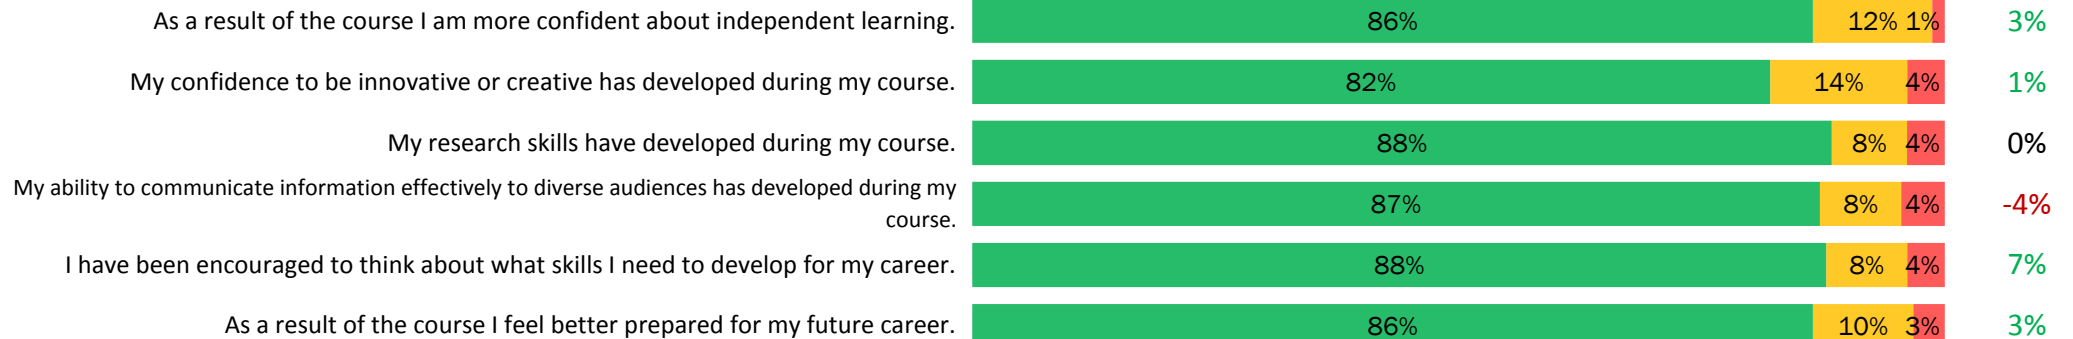 As a result of the course I am more confident about independent learning. 86% 12% 1% 3%
My confidence to be innovative or creative has developed during my course. 82% 14% 4% 1%
My research skills have developed during my course. 88% 8% 4% 0%
My ability to communicate information effectively to diverse audiences has developed during my
course. 87% 8% 4% -4%
I have been encouraged to think about what skills I need to develop for my career. 88% 8% 4% 7%
As a result of the course I feel better prepared for my future career. 86% 10% 3% 3%